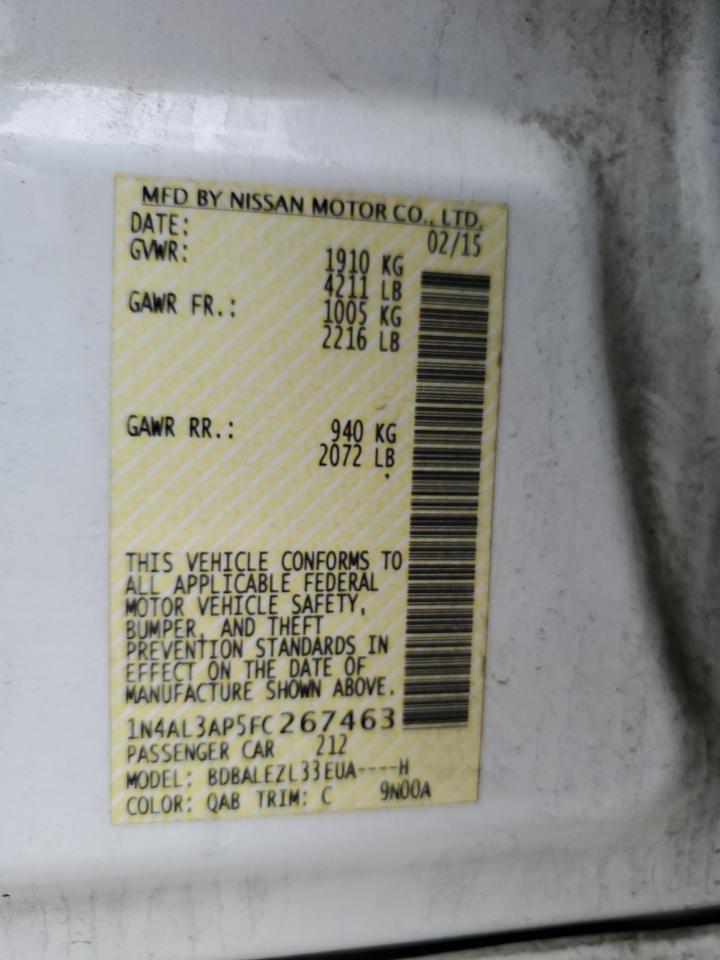 MFD BY NISSAN MOTOR CO., LTD.
DATE: 02/15
GVWR: 1910 KG
4211 LB
GAWR FR.: 1005 KG
2216 LB
GAWR RR.: 940 KG
2072 LB
THIS VEHICLE CONFORMS TO
ALL APPLICABLE FEDERAL
MOTOR VEHICLE SAFETY,
BUMPER, AND THEFT
PREVENTION STANDARDS IN
EFFECT ON THE DATE OF
MANUFACTURE SHOWN ABOVE.
1N4AL3AP5FC267463
PASSENGER CAR 212
MODEL: BDBALEZL33EUA----H
COLOR: QAB TRIM: C 9N00A